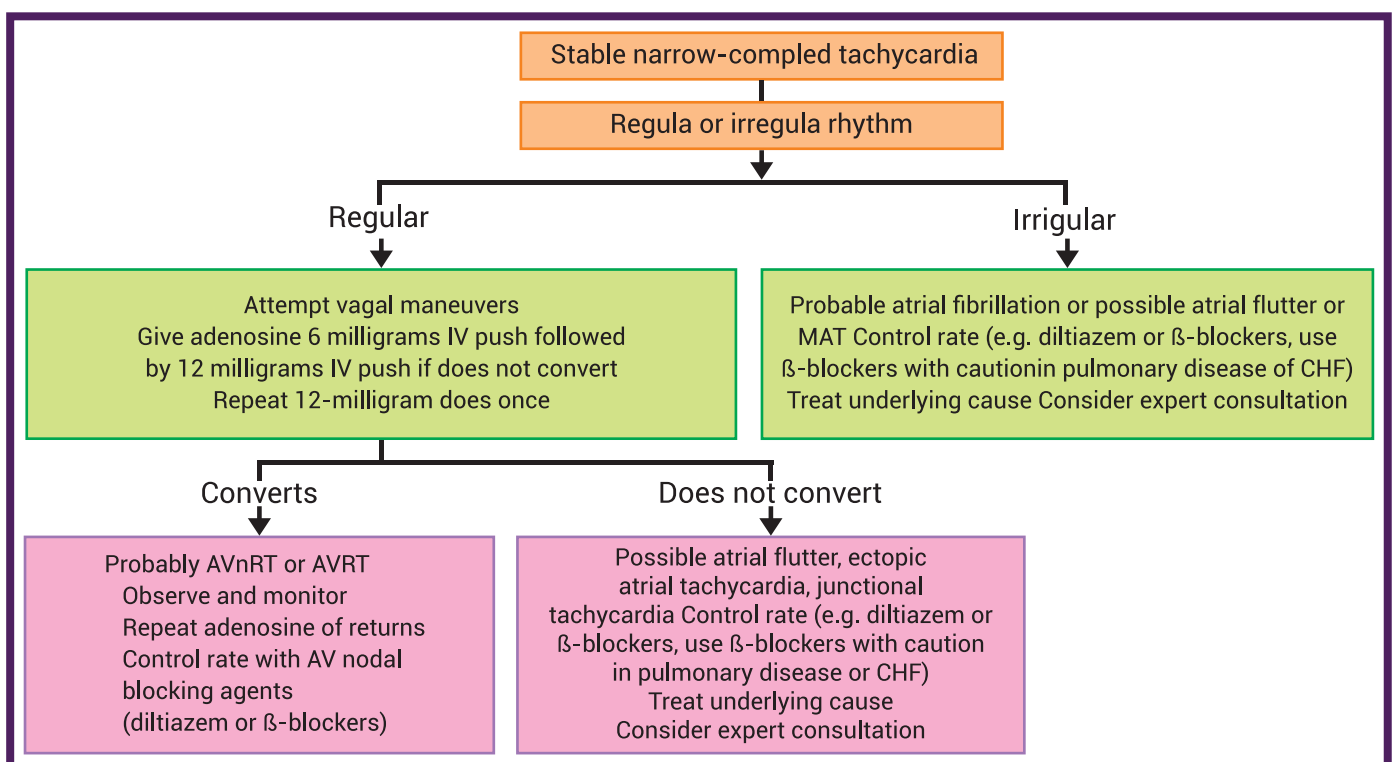 Stable narrow-compled tachycardia
Regula or irregula rhythm
Regular
Irrigular
Attempt vagal maneuvers
Give adenosine 6 milligrams IV push followed
by 12 milligrams IV push if does not convert
Repeat 12-milligram does once
Probable atrial fibrillation or possible atrial flutter or
MAT Control rate (e.g. diltiazem or ß-blockers, use
ß-blockers with cautionin pulmonary disease of CHF)
Treat underlying cause Consider expert consultation
Converts
Does not convert
Probably AVnRT or AVRT
Observe and monitor
Repeat adenosine of returns
Control rate with AV nodal
blocking agents
(diltiazem or ß-blockers)
Possible atrial flutter, ectopic
atrial tachycardia, junctional
tachycardia Control rate (e.g. diltiazem or
ß-blockers, use ß-blockers with caution
in pulmonary disease or CHF)
Treat underlying cause
Consider expert consultation